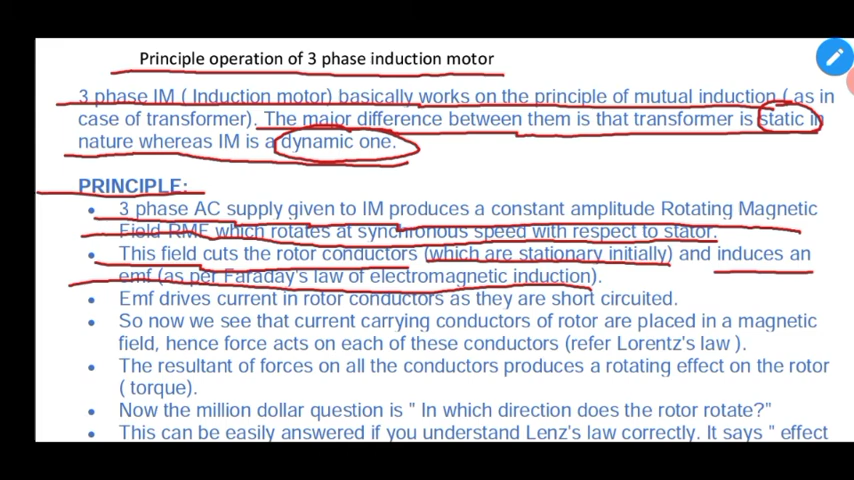 Principle operation of 3 phase induction motor
3 phase IM ( Induction motor) basically works on the principle of mutual induction ( as in
case of transformer). The major difference between them is that transformer is static in
nature whereas IM is a dynamic one.
PRINCIPLE:
• 3 phase AC supply given to IM produces a constant amplitude Rotating Magnetic
Field RMF which rotates at synchronous speed with respect to stator.
• This field cuts the rotor conductors (which are stationary initially) and induces an
emf (as per Faraday's law of electromagnetic induction).
• Emf drives current in rotor conductors as they are short circuited.
• So now we see that current carrying conductors of rotor are placed in a magnetic
field, hence force acts on each of these conductors (refer Lorentz's law ).
• The resultant of forces on all the conductors produces a rotating effect on the rotor
( torque).
• Now the million dollar question is " In which direction does the rotor rotate?"
• This can be easily answered if you understand Lenz's law correctly. It says " effect